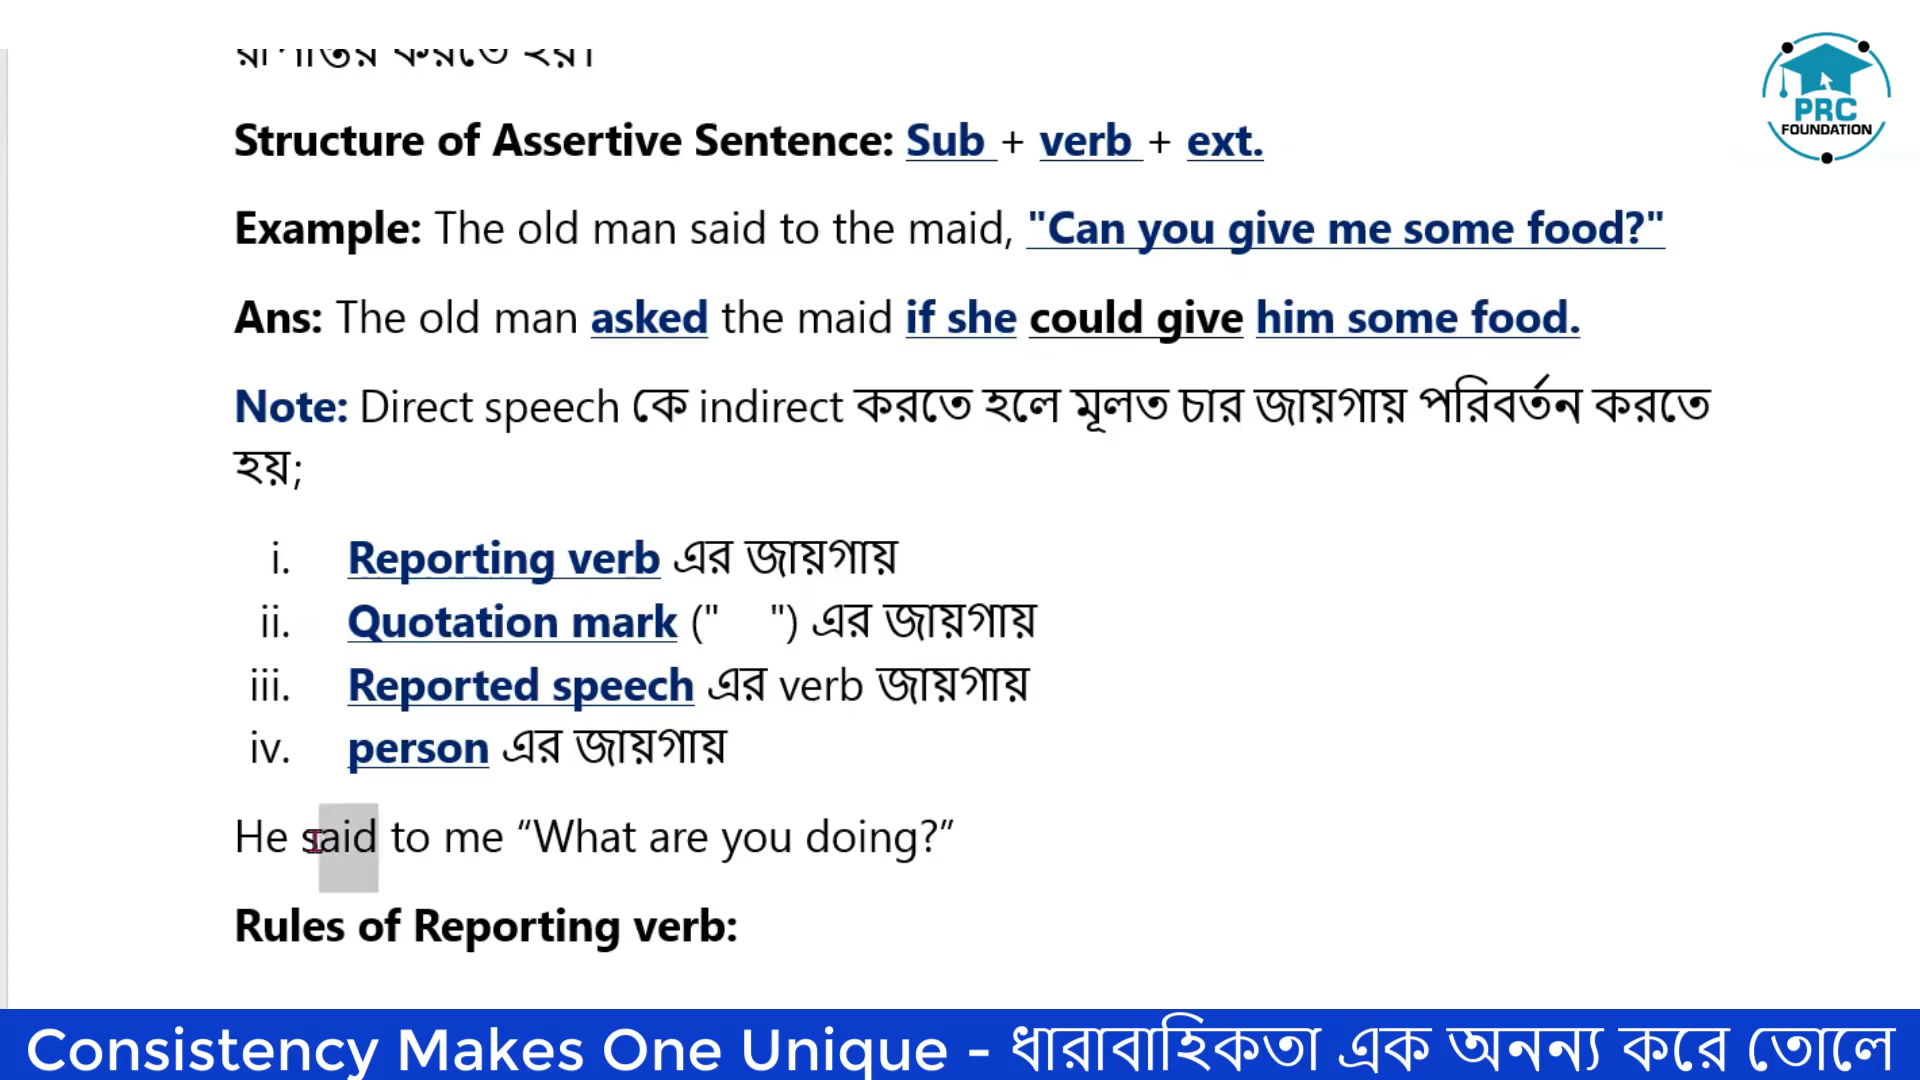 রূপান্তর করতে হয়।
PRC
FOUNDATION
Structure of Assertive Sentence: Sub + verb + ext.
Example: The old man said to the maid, "Can you give me some food?"
Ans: The old man asked the maid if she could give him some food.
Note: Direct speech কে indirect করতে হলে মূলত চার জায়গায় পরিবর্তন করতে
হয়;
i. Reporting verb এর জায়গায়
ii. Quotation mark (" ") এর জায়গায়
iii. Reported speech এর verb জায়গায়
iv. person এর জায়গায়
He said to me “What are you doing?”
Rules of Reporting verb:
Consistency Makes One Unique - ধারাবাহিকতা এক অনন্য করে তোলে